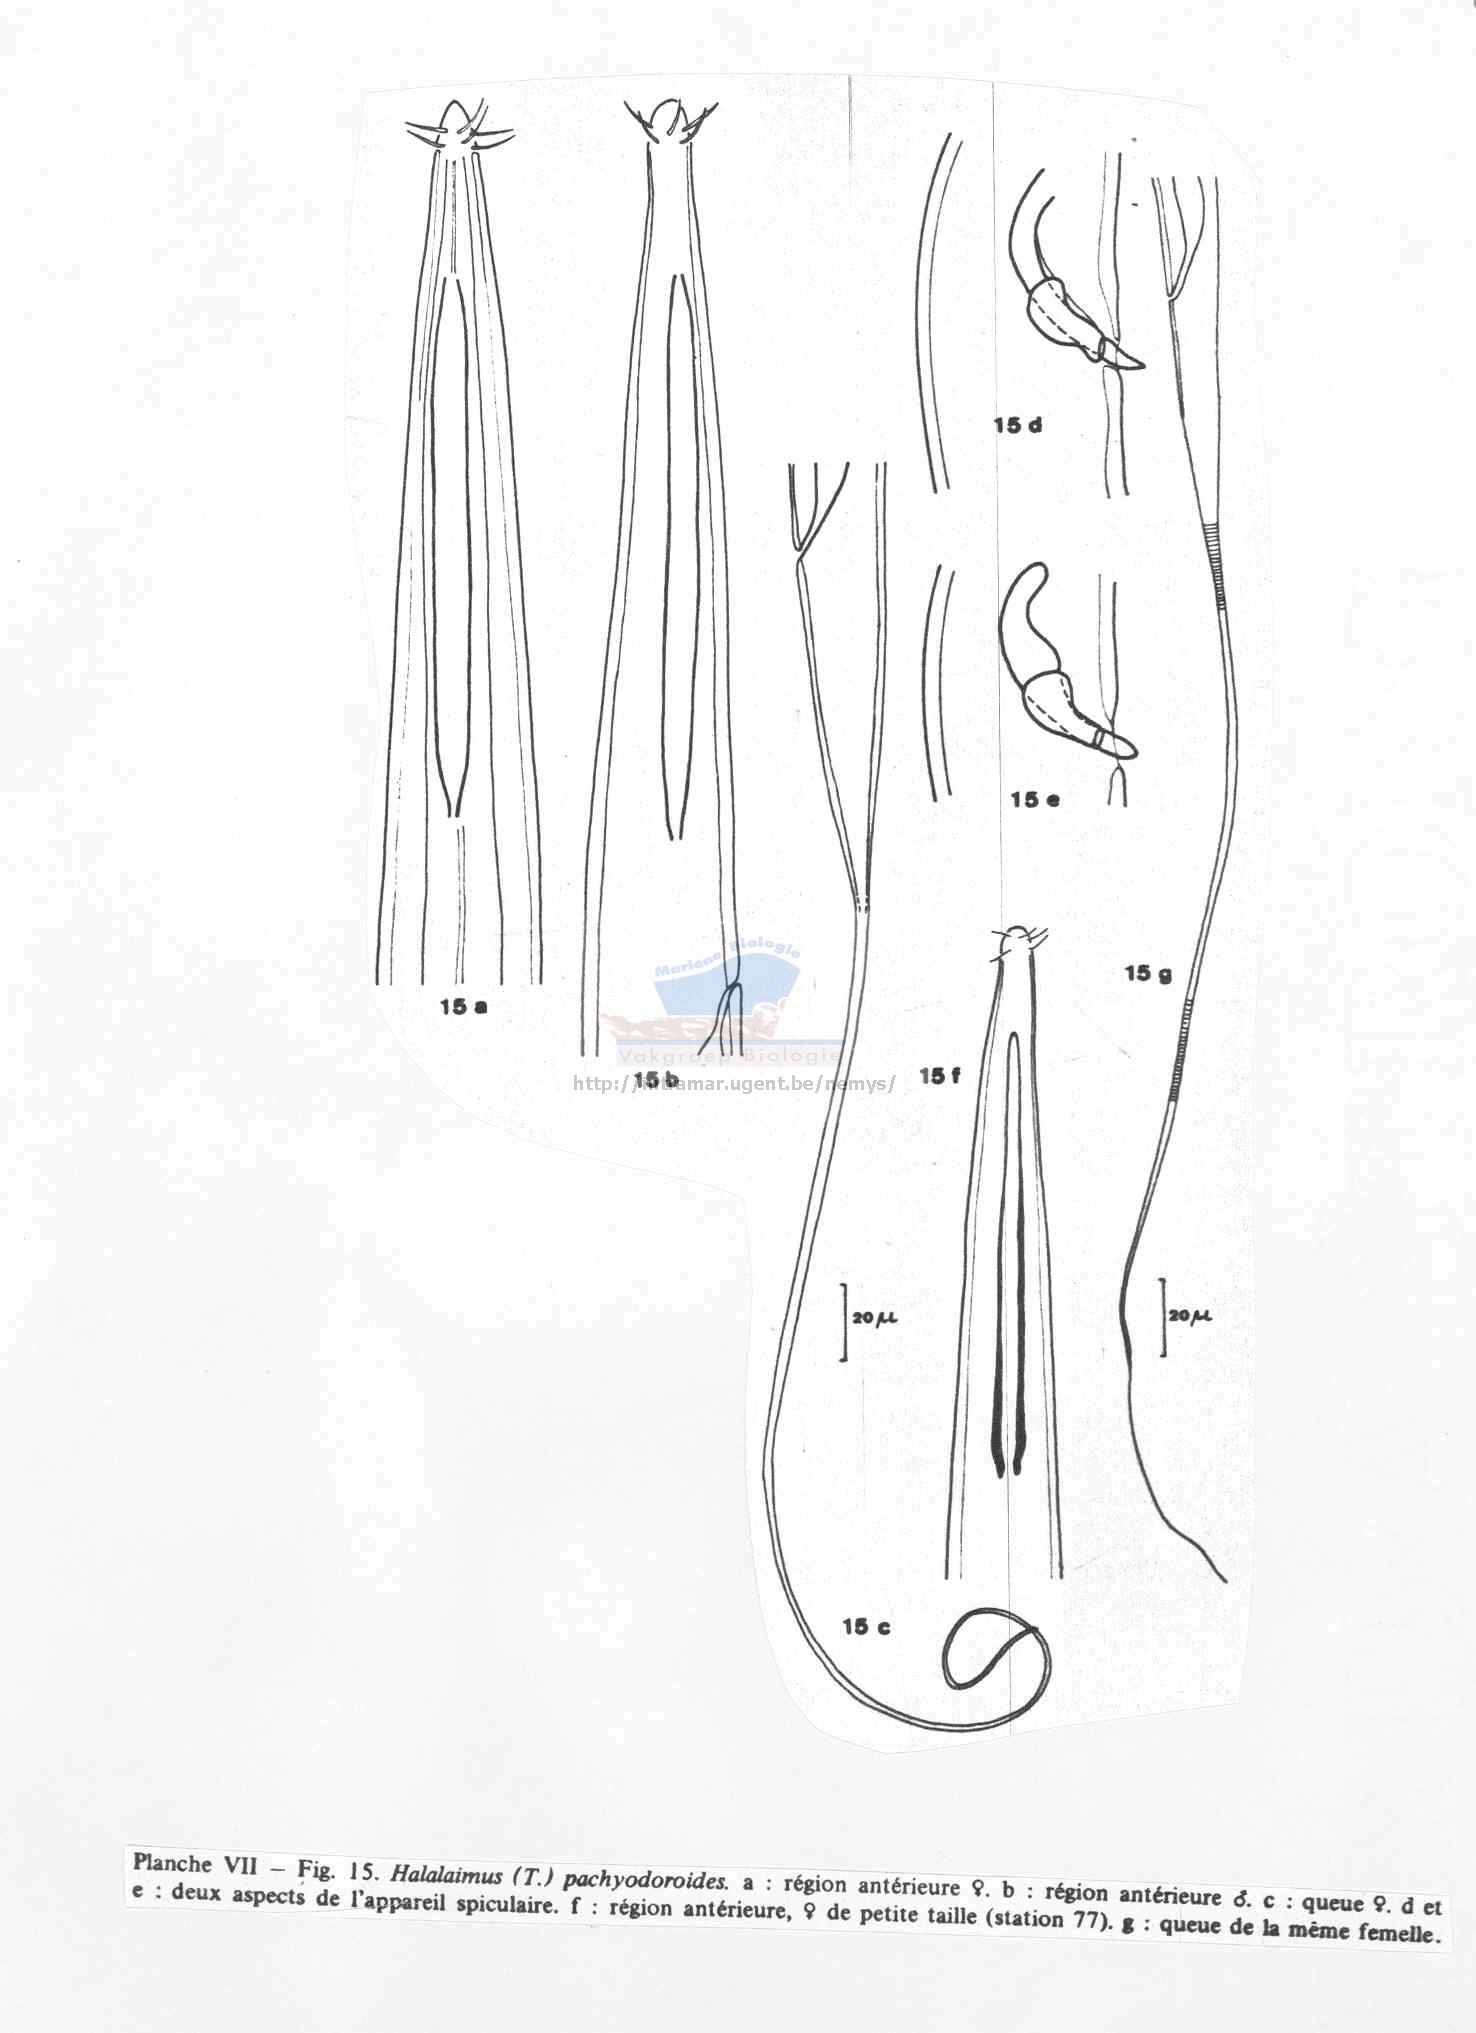 15 d
15 e
Mariene Biologie
15 a
15 g
Vakgroep Biologie
15 b
15 f
http://intramar.ugent.be/nemys/
20 µ
20 µ
15 c
Planche VII – Fig. 15. Halalaimus (T.) pachyodoroides. a : région antérieure ♀. b : région antérieure ♂. c : queue ♀. d et
e : deux aspects de l'appareil spiculaire. f : région antérieure, ♀ de petite taille (station 77). g : queue de la même femelle.